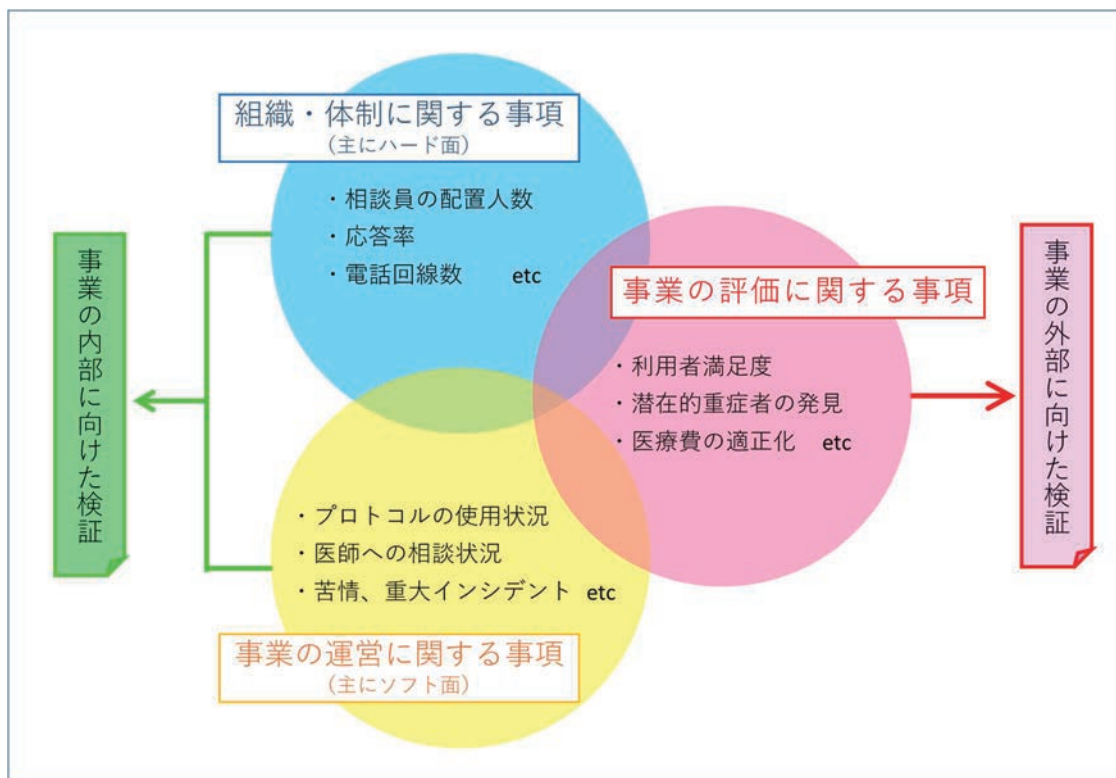 組織・体制に関する事項
(主にハード面)
・相談員の配置人数
・応答率
・電話回線数 etc
事業の内部に向けた検証
事業の評価に関する事項
・利用者満足度
・潜在的重症者の発見
・医療費の適正化 etc
事業の外部に向けた検証
・プロトコルの使用状況
・医師への相談状況
・苦情、重大インシデント etc
事業の運営に関する事項
(主にソフト面)